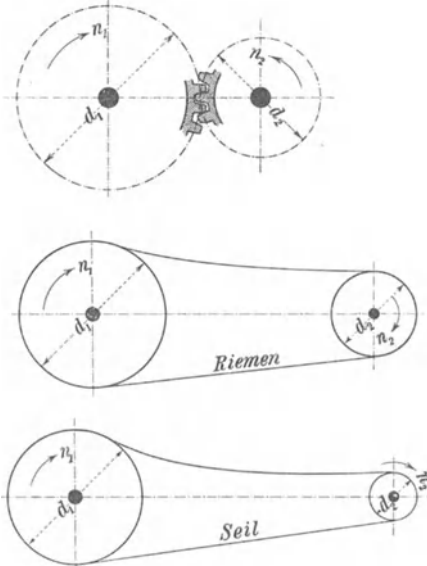 n₁
n₂
d₁
d₂
n₁
d₁
d₂
n₂
Riemen
n₁
n₂
d₁
d₂
Seil